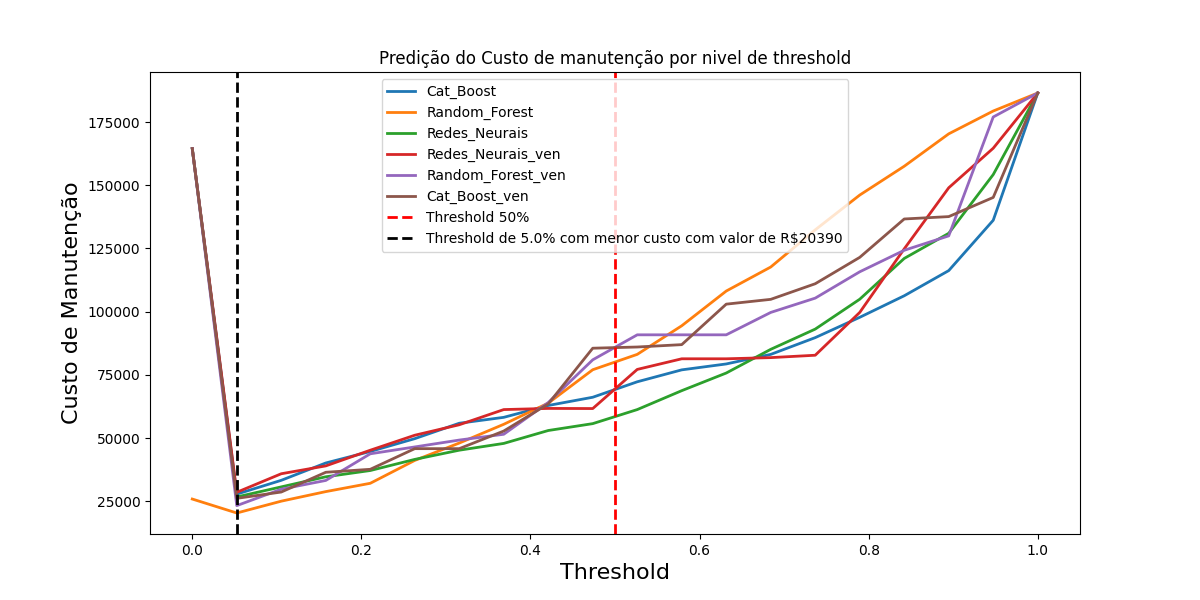 Predição do Custo de manutenção por nivel de threshold
Cat_Boost
Random_Forest
Redes_Neurais
Redes_Neurais_ven
Random_Forest_ven
Cat_Boost_ven
Threshold 50%
Threshold de 5.0% com menor custo com valor de R$20390
Custo de Manutenção
175000
150000
125000
100000
75000
50000
25000
0.0 0.2 0.4 0.6 0.8 1.0
Threshold